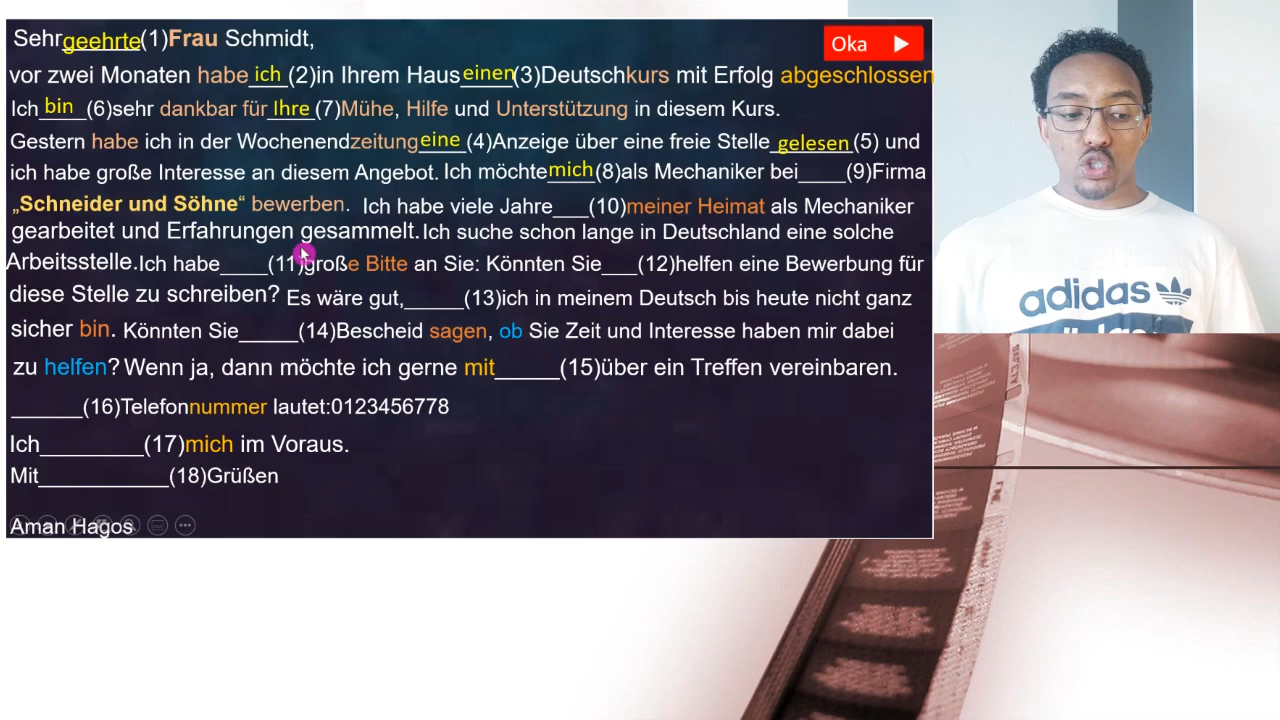 Sehr geehrte(1)Frau Schmidt,
Oka
vor zwei Monaten habe ich (2)in Ihrem Haus einen(3)Deutschkurs mit Erfolg abgeschlossen
Ich bin (6)sehr dankbar für Ihre (7)Mühe, Hilfe und Unterstützung in diesem Kurs.
Gestern habe ich in der Wochenendzeitung eine (4)Anzeige über eine freie Stelle gelesen (5) und
ich habe große Interesse an diesem Angebot. Ich möchte mich (8)als Mechaniker bei____(9)Firma
„Schneider und Söhne“ bewerben. Ich habe viele Jahre___(10)meiner Heimat als Mechaniker
gearbeitet und Erfahrungen gesammelt. Ich suche schon lange in Deutschland eine solche
Arbeitsstelle. Ich habe____(11)große Bitte an Sie: Könnten Sie___(12)helfen eine Bewerbung für
diese Stelle zu schreiben? Es wäre gut,_____(13)ich in meinem Deutsch bis heute nicht ganz
sicher bin. Könnten Sie_____(14)Bescheid sagen, ob Sie Zeit und Interesse haben mir dabei
zu helfen? Wenn ja, dann möchte ich gerne mit_____(15)über ein Treffen vereinbaren.
______(16)Telefonnummer lautet:0123456778
Ich________(17)mich im Voraus.
Mit___________(18)Grüßen
Aman Hagos
adidas